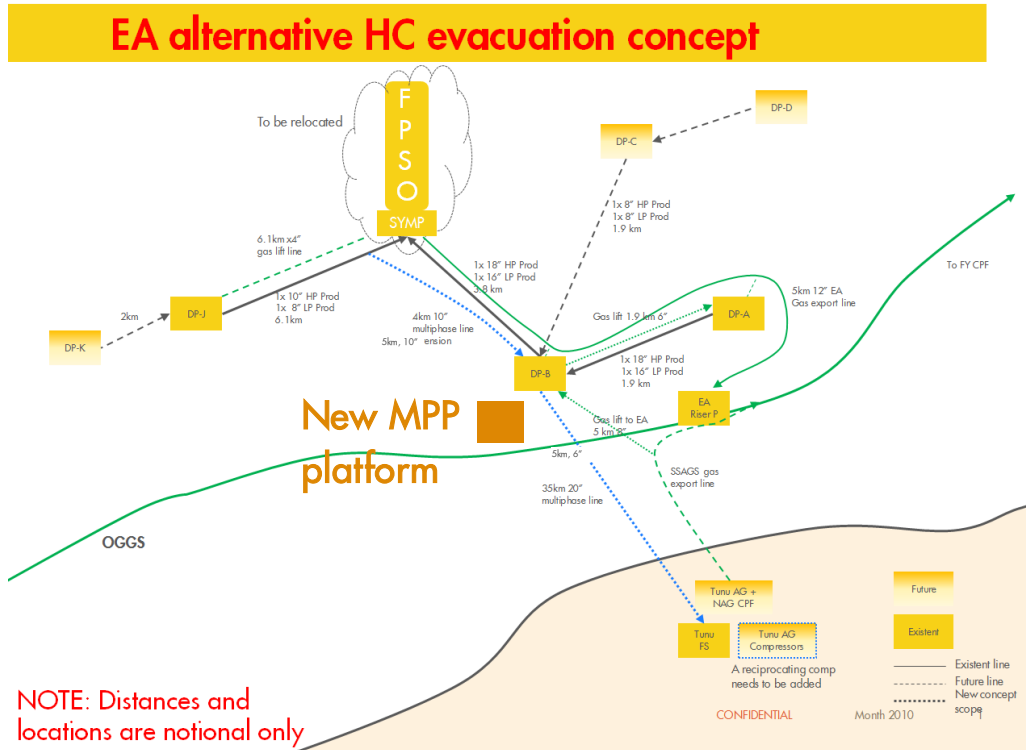 EA alternative HC evacuation concept
F
P
S
O
SYMP
To be relocated
DP-D
DP-C
1x 8" HP Prod
1x 8" LP Prod
1.9 km
6.1km x4"
gas lift line
1x 18" HP Prod
1x 16" LP Prod
3.8 km
To FY CPF
5km 12" EA
Gas export line
2km
DP-J
1x 10" HP Prod
1x 8" LP Prod
6.1km
DP-K
4km 10"
multiphase line
5km, 10" ension
Gas lift 1.9 km 6"
DP-A
1x 18" HP Prod
1x 16" LP Prod
1.9 km
DP-B
EA
Riser P
New MPP
platform
Gas lift to EA
5 km 8"
5km, 6"
SSAGS gas
export line
35km 20"
multiphase line
OGGS
Tunu AG +
NAG CPF
Tunu
FS
Tunu AG
Compressors
A reciprocating comp
needs to be added
Future
Existent
Existent line
Future line
New concept
scope
NOTE: Distances and
locations are notional only
CONFIDENTIAL
Month 2010
1